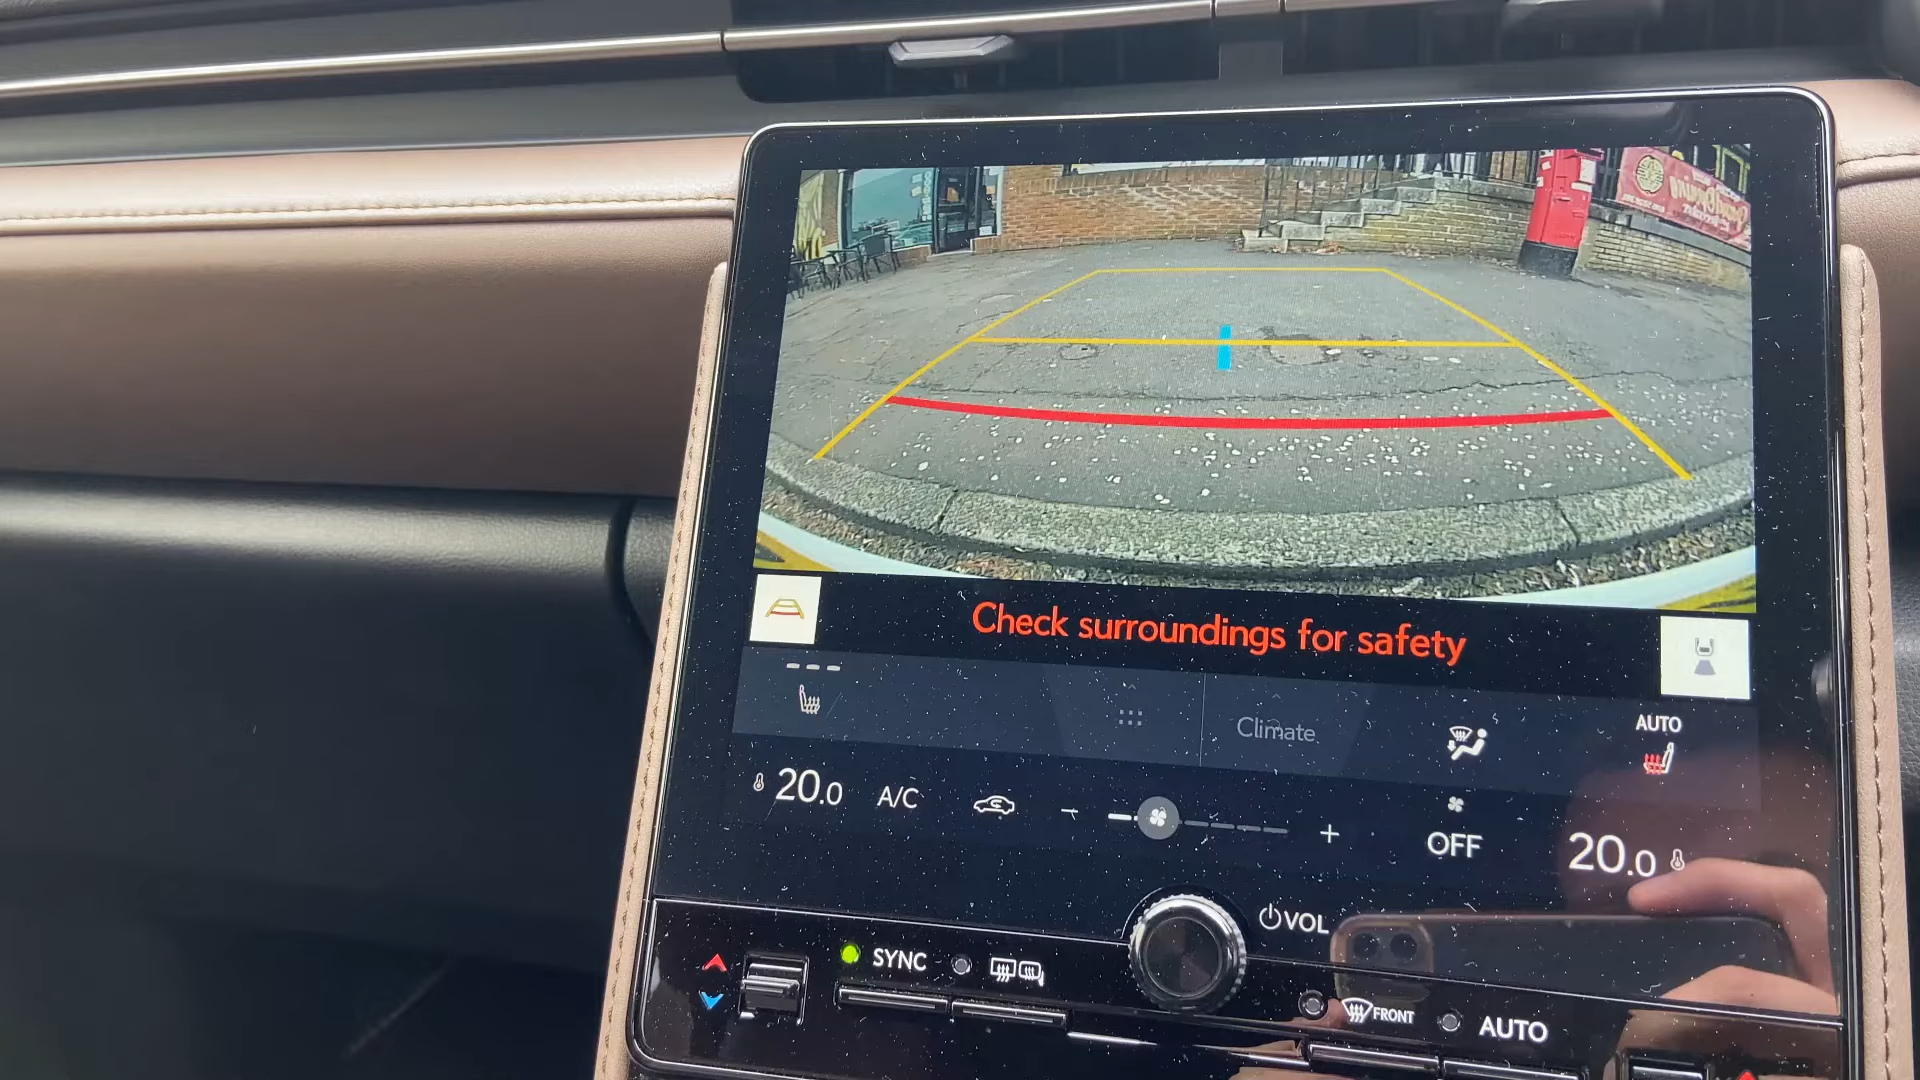 Check surroundings for safety
Climate
AUTO
20.0
A/C
OFF
20.0
VOL
SYNC
FRONT
AUTO